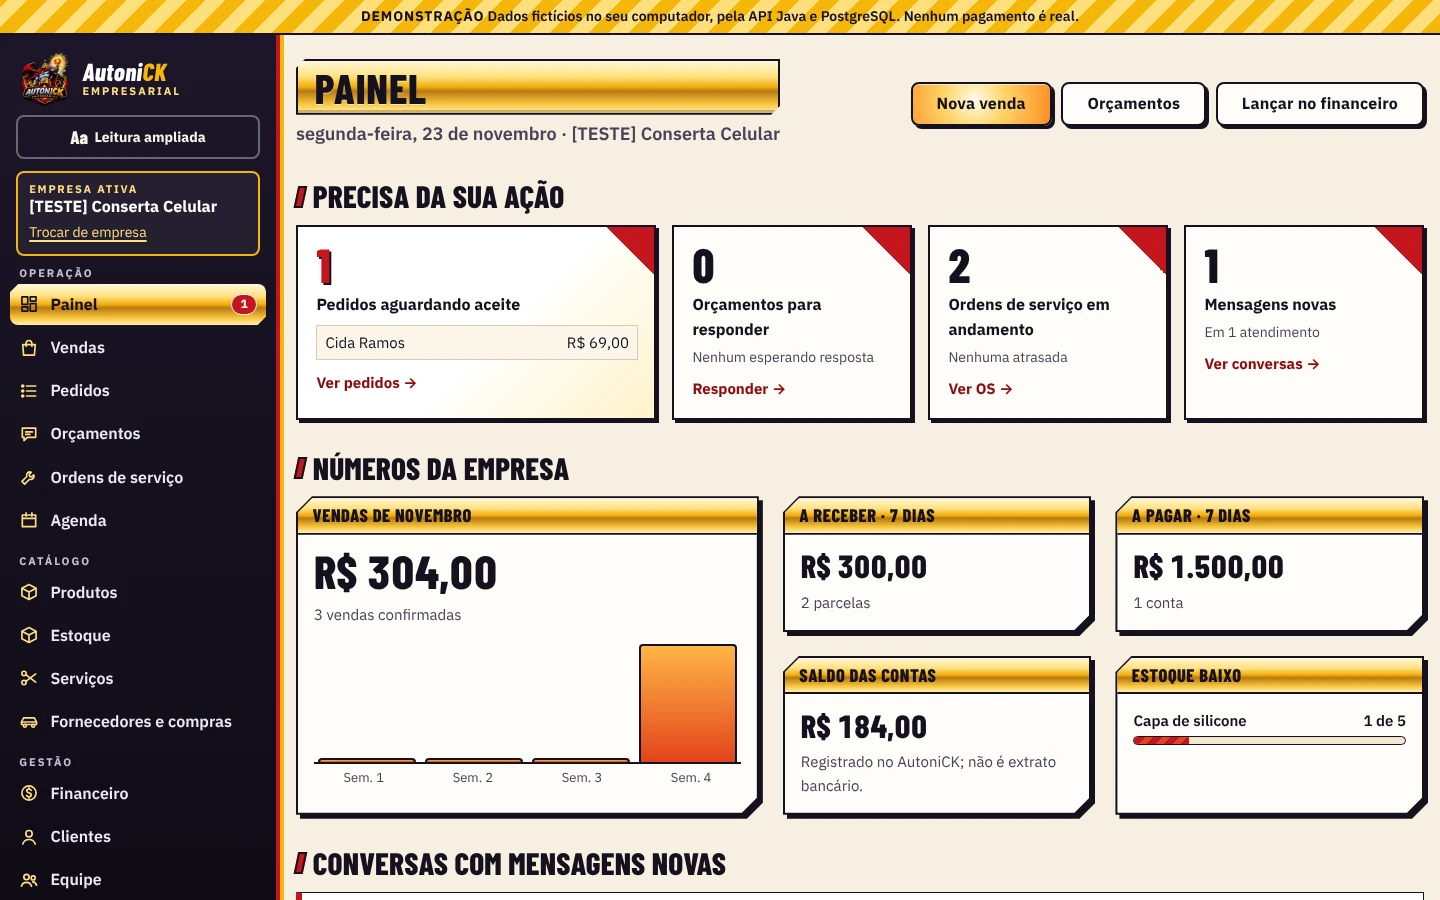 DEMONSTRAÇÃO Dados fictícios no seu computador, pela API Java e PostgreSQL. Nenhum pagamento é real.
AUTONICK
AutoniCK
EMPRESARIAL
Aa Leitura ampliada
EMPRESA ATIVA
[TESTE] Conserta Celular
Trocar de empresa
OPERAÇÃO
Painel 1
Vendas
Pedidos
Orçamentos
Ordens de serviço
Agenda
CATÁLOGO
Produtos
Estoque
Serviços
Fornecedores e compras
GESTÃO
Financeiro
Clientes
Equipe
PAINEL
segunda-feira, 23 de novembro · [TESTE] Conserta Celular
Nova venda
Orçamentos
Lançar no financeiro
PRECISA DA SUA AÇÃO
1
Pedidos aguardando aceite
Cida Ramos R$ 69,00
Ver pedidos →
0
Orçamentos para
responder
Nenhum esperando resposta
Responder →
2
Ordens de serviço em
andamento
Nenhuma atrasada
Ver OS →
1
Mensagens novas
Em 1 atendimento
Ver conversas →
NÚMEROS DA EMPRESA
VENDAS DE NOVEMBRO
R$ 304,00
3 vendas confirmadas
Sem. 1 Sem. 2 Sem. 3 Sem. 4
A RECEBER · 7 DIAS
R$ 300,00
2 parcelas
A PAGAR · 7 DIAS
R$ 1.500,00
1 conta
SALDO DAS CONTAS
R$ 184,00
Registrado no AutoniCK; não é extrato
bancário.
ESTOQUE BAIXO
Capa de silicone 1 de 5
CONVERSAS COM MENSAGENS NOVAS